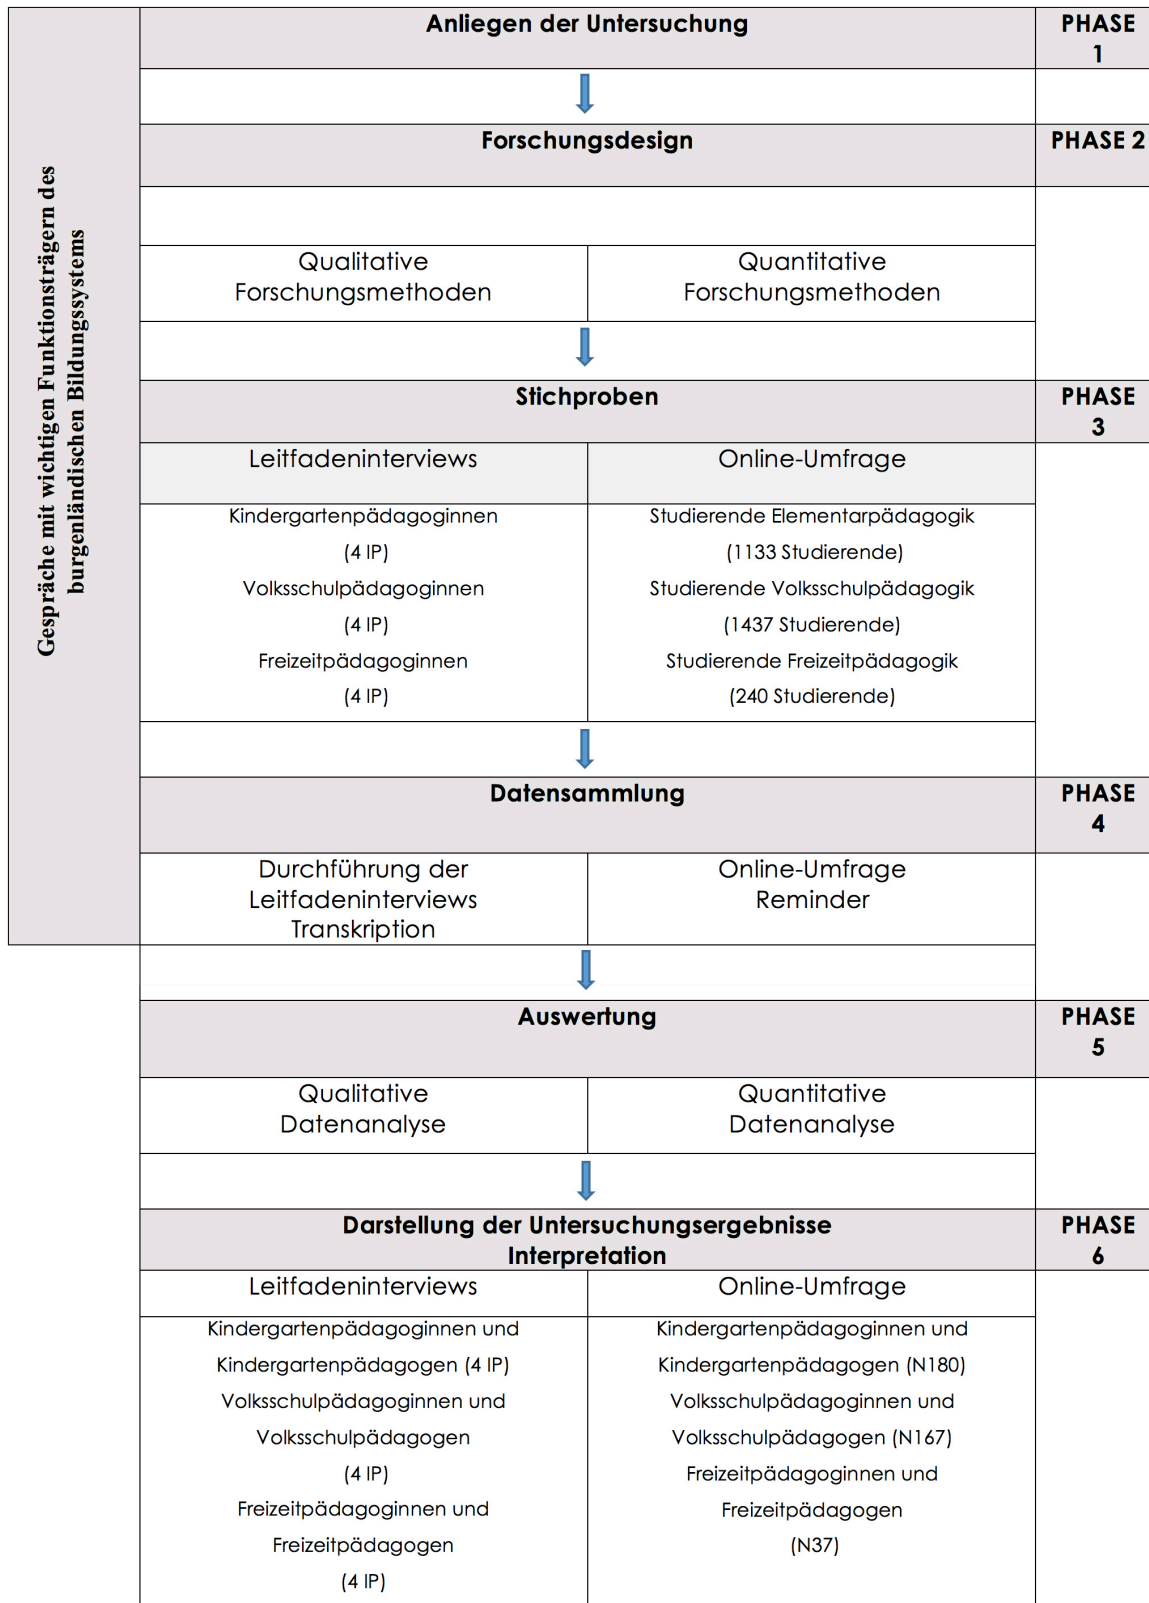 Gespräche mit wichtigen Funktionsträgern des
burgenländischen Bildungssystems
Anliegen der Untersuchung
PHASE
1
Forschungsdesign
PHASE 2
Qualitative
Forschungsmethoden
Quantitative
Forschungsmethoden
Stichproben
PHASE
3
Leitfadeninterviews
Online-Umfrage
Kindergartenpädagoginnen
(4 IP)
Volksschulpädagoginnen
(4 IP)
Freizeitpädagoginnen
(4 IP)
Studierende Elementarpädagogik
(1133 Studierende)
Studierende Volksschulpädagogik
(1437 Studierende)
Studierende Freizeitpädagogik
(240 Studierende)
Datensammlung
PHASE
4
Durchführung der
Leitfadeninterviews
Transkription
Online-Umfrage
Reminder
Auswertung
PHASE
5
Qualitative
Datenanalyse
Quantitative
Datenanalyse
Darstellung der Untersuchungsergebnisse
Interpretation
PHASE
6
Leitfadeninterviews
Online-Umfrage
Kindergartenpädagoginnen und
Kindergartenpädagogen (4 IP)
Volksschulpädagoginnen und
Volksschulpädagogen
(4 IP)
Freizeitpädagoginnen und
Freizeitpädagogen
(4 IP)
Kindergartenpädagoginnen und
Kindergartenpädagogen (N180)
Volksschulpädagoginnen und
Volksschulpädagogen (N167)
Freizeitpädagoginnen und
Freizeitpädagogen
(N37)